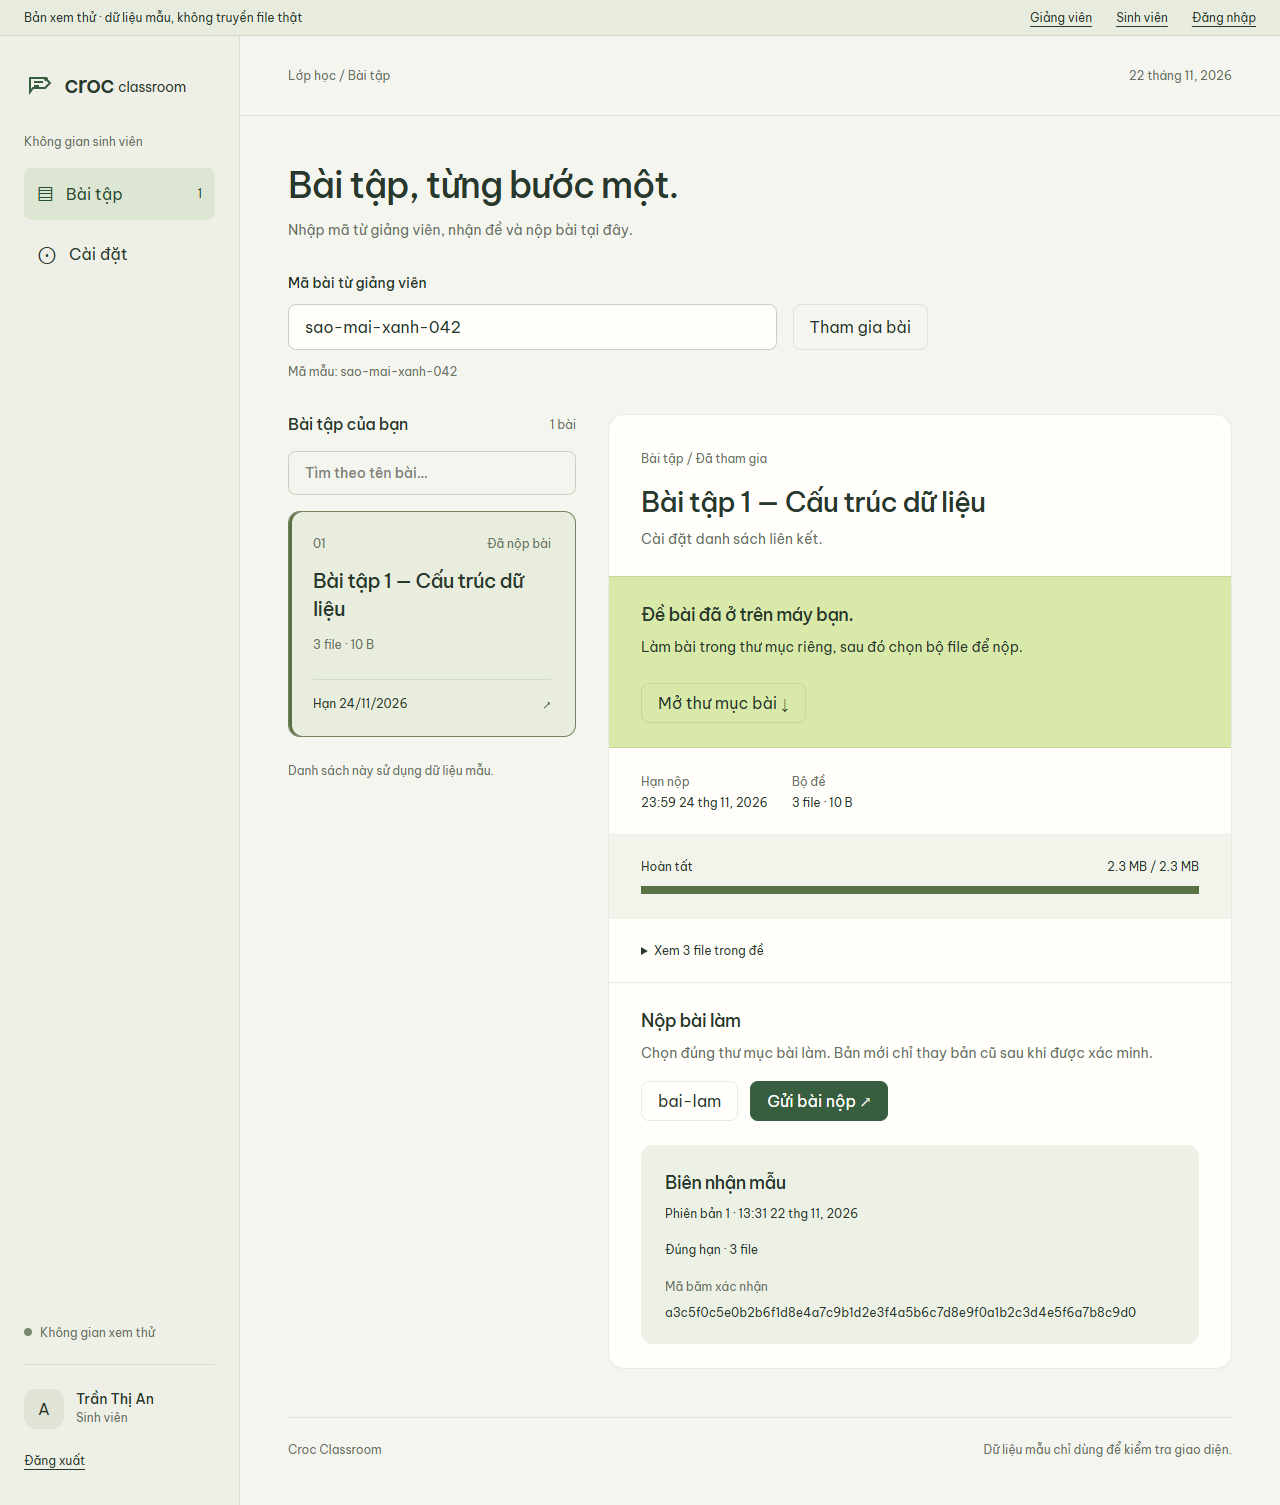 Bản xem thử · dữ liệu mẫu, không truyền file thật
Giảng viên
Sinh viên
Đăng nhập
croc classroom
Không gian sinh viên
Bài tập
1
Cài đặt
Không gian xem thử
A
Trần Thị An
Sinh viên
Đăng xuất
Lớp học / Bài tập
22 tháng 11, 2026
Bài tập, từng bước một.
Nhập mã từ giảng viên, nhận đề và nộp bài tại đây.
Mã bài từ giảng viên
sao-mai-xanh-042
Tham gia bài
Mã mẫu: sao-mai-xanh-042
Bài tập của bạn
1 bài
Tìm theo tên bài...
01
Đã nộp bài
Bài tập 1 — Cấu trúc dữ
liệu
3 file · 10 B
Hạn 24/11/2026
↗
Danh sách này sử dụng dữ liệu mẫu.
Bài tập / Đã tham gia
Bài tập 1 — Cấu trúc dữ liệu
Cài đặt danh sách liên kết.
Đề bài đã ở trên máy bạn.
Làm bài trong thư mục riêng, sau đó chọn bộ file để nộp.
Mở thư mục bài ↓
Hạn nộp
23:59 24 thg 11, 2026
Bộ đề
3 file · 10 B
Hoàn tất
2.3 MB / 2.3 MB
Xem 3 file trong đề
Nộp bài làm
Chọn đúng thư mục bài làm. Bản mới chỉ thay bản cũ sau khi được xác minh.
bai-lam
Gửi bài nộp ↗
Biên nhận mẫu
Phiên bản 1 · 13:31 22 thg 11, 2026
Đúng hạn · 3 file
Mã băm xác nhận
a3c5f0c5e0b2b6f1d8e4a7c9b1d2e3f4a5b6c7d8e9f0a1b2c3d4e5f6a7b8c9d0
Croc Classroom
Dữ liệu mẫu chỉ dùng để kiểm tra giao diện.